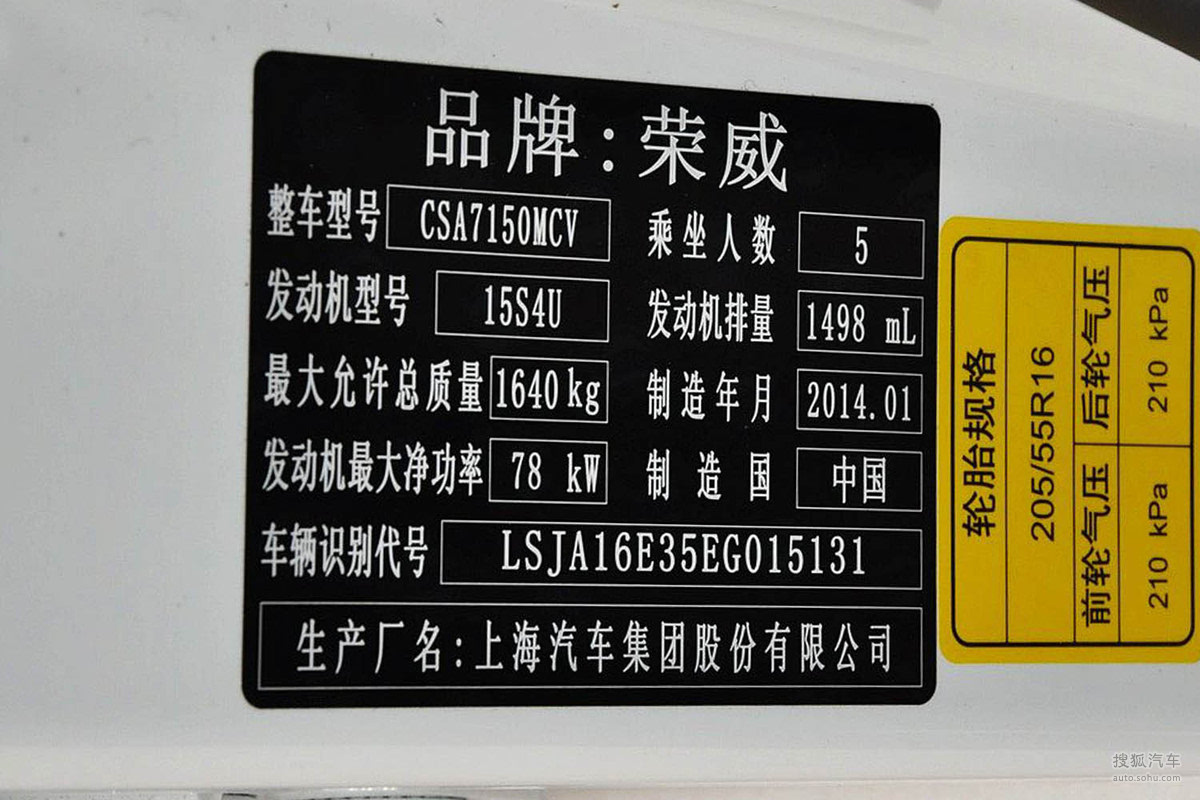 品牌:荣威
整车型号 CSA7150MCV 乘坐人数 5
发动机型号 15S4U 发动机排量 1498 mL
最大允许总质量 1640kg 制造年月 2014.01
发动机最大净功率 78 kW 制造国 中国
车辆识别代号 LSJA16E35EG015131
生产厂名:上海汽车集团股份有限公司
轮胎规格
205/55R16
前轮气压 后轮气压
210 kPa 210 kPa
搜狐汽车
auto.sohu.com